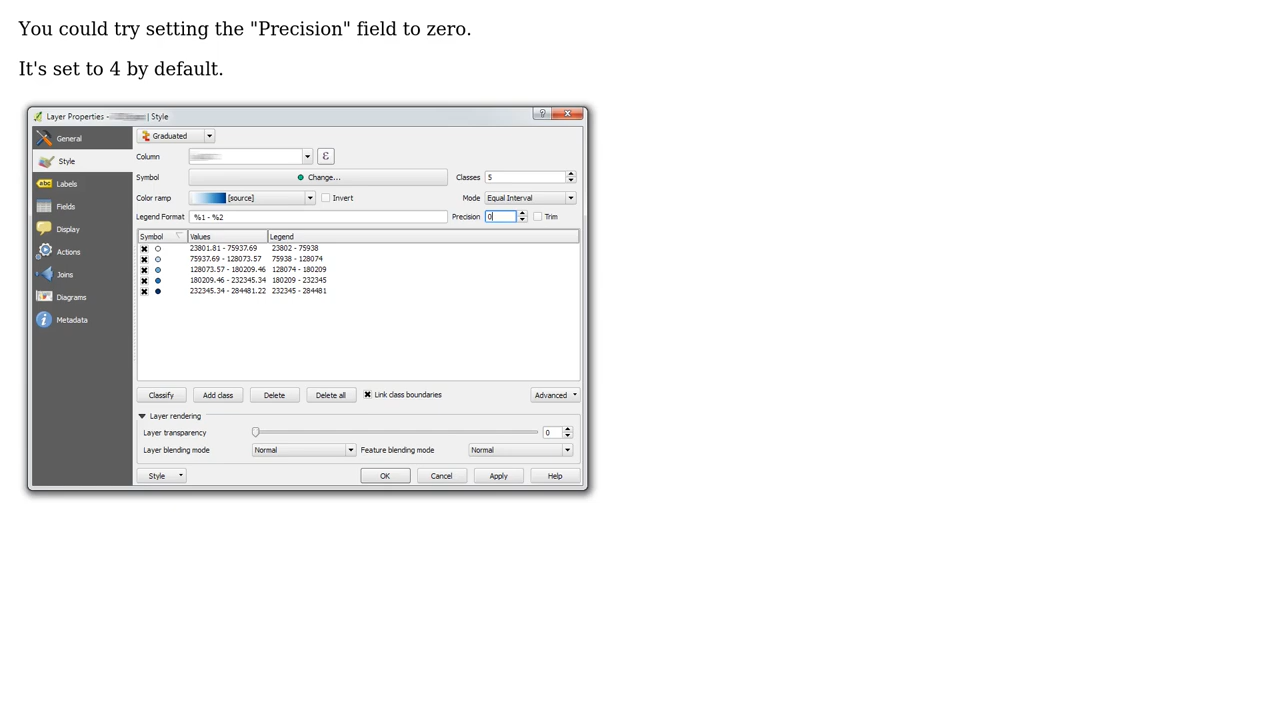 You could try setting the "Precision" field to zero.
It's set to 4 by default.
Layer Properties - | Style
General
Style
Labels
Fields
Display
Actions
Joins
Diagrams
Metadata
Graduated
Column ε
Symbol Change... Classes 5
Color ramp [source] Invert Mode Equal Interval
Legend Format %1 - %2 Precision 0 Trim
Symbol Values Legend
23801.81 - 75937.69 23802 - 75938
75937.69 - 128073.57 75938 - 128074
128073.57 - 180209.46 128074 - 180209
180209.46 - 232345.34 180209 - 232345
232345.34 - 284481.22 232345 - 284481
Classify Add class Delete Delete all Link class boundaries Advanced
Layer rendering
Layer transparency 0
Layer blending mode Normal Feature blending mode Normal
Style OK Cancel Apply Help